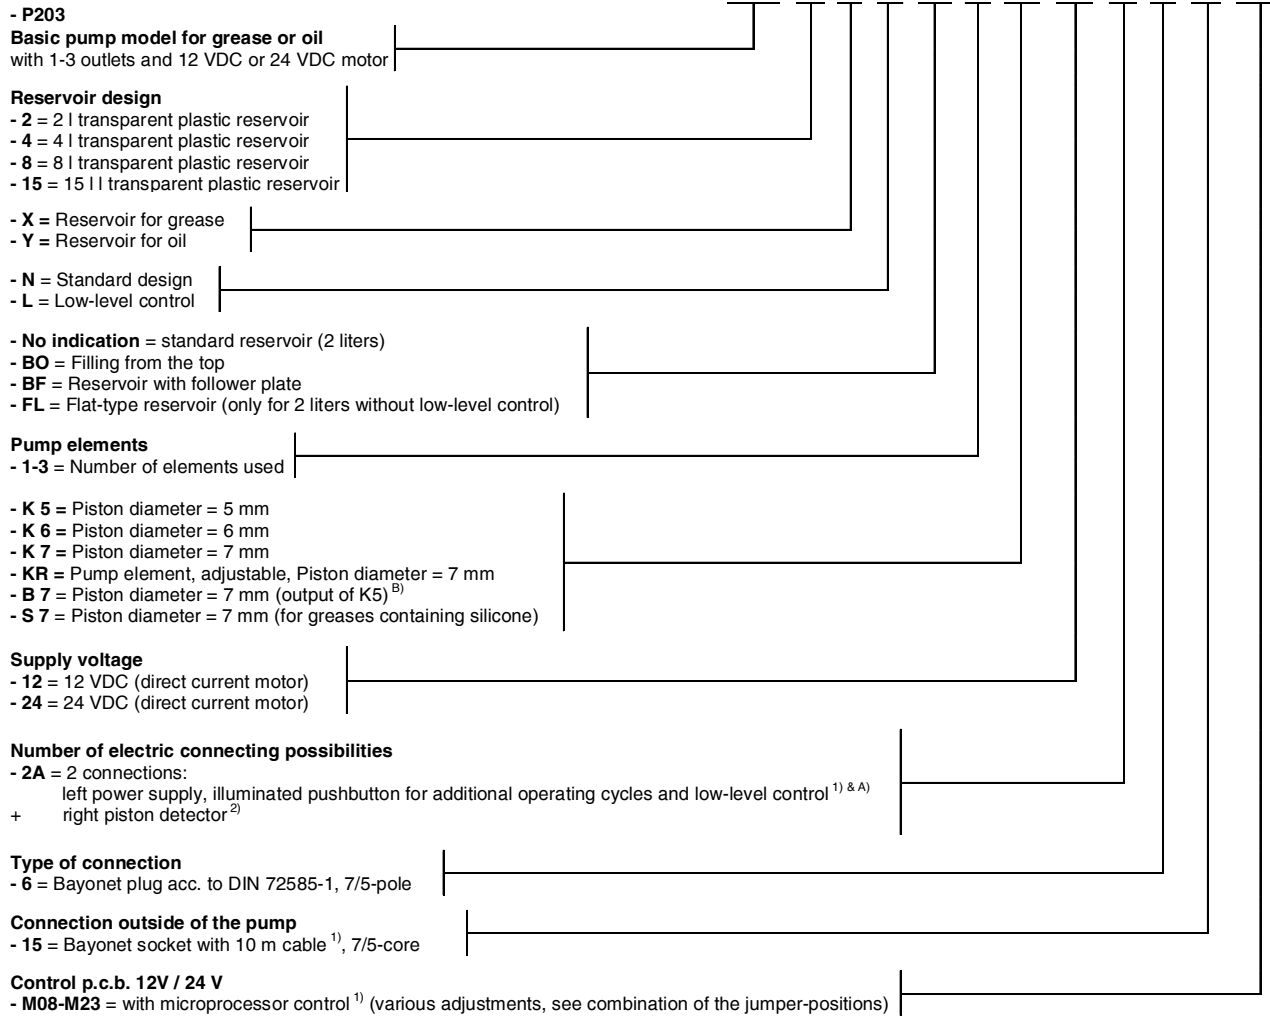 - P203
Basic pump model for grease or oil
with 1-3 outlets and 12 VDC or 24 VDC motor
Reservoir design
- 2 = 2 l transparent plastic reservoir
- 4 = 4 l transparent plastic reservoir
- 8 = 8 l transparent plastic reservoir
- 15 = 15 l l transparent plastic reservoir
- X = Reservoir for grease
- Y = Reservoir for oil
- N = Standard design
- L = Low-level control
- No indication = standard reservoir (2 liters)
- BO = Filling from the top
- BF = Reservoir with follower plate
- FL = Flat-type reservoir (only for 2 liters without low-level control)
Pump elements
- 1-3 = Number of elements used
- K 5 = Piston diameter = 5 mm
- K 6 = Piston diameter = 6 mm
- K 7 = Piston diameter = 7 mm
- KR = Pump element, adjustable, Piston diameter = 7 mm
- B 7 = Piston diameter = 7 mm (output of K5) B)
- S 7 = Piston diameter = 7 mm (for greases containing silicone)
Supply voltage
- 12 = 12 VDC (direct current motor)
- 24 = 24 VDC (direct current motor)
Number of electric connecting possibilities
- 2A = 2 connections:
left power supply, illuminated pushbutton for additional operating cycles and low-level control 1) & A)
+ right piston detector 2)
Type of connection
- 6 = Bayonet plug acc. to DIN 72585-1, 7/5-pole
Connection outside of the pump
- 15 = Bayonet socket with 10 m cable 1), 7/5-core
Control p.c.b. 12V / 24 V
- M08-M23 = with microprocessor control 1) (various adjustments, see combination of the jumper-positions)